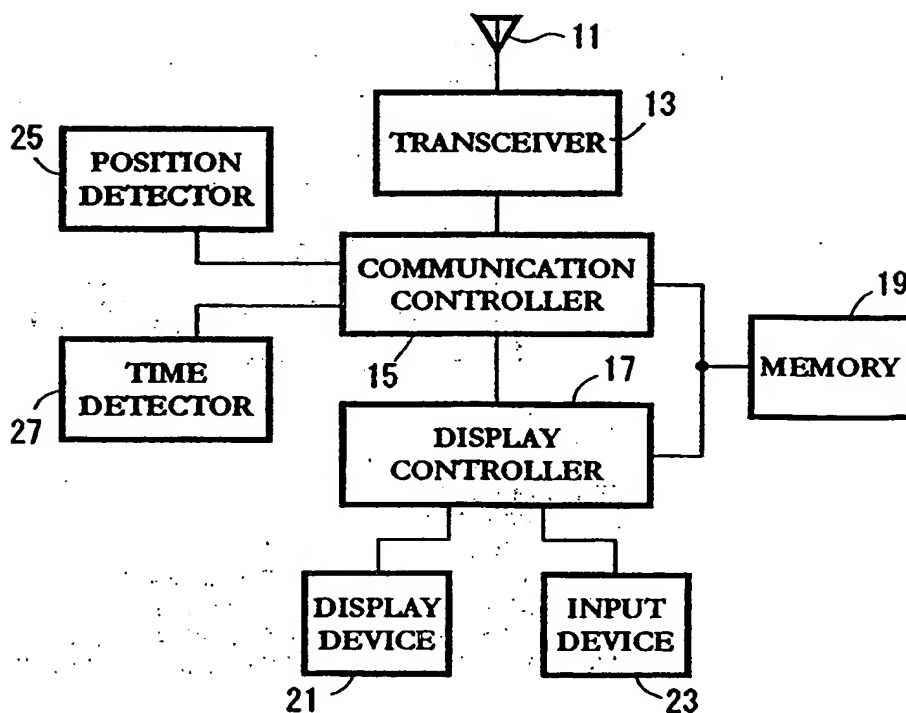 11
TRANSCEIVER
13
25
POSITION
DETECTOR
COMMUNICATION
CONTROLLER
15
19
MEMORY
TIME
DETECTOR
27
17
DISPLAY
CONTROLLER
DISPLAY
DEVICE
21
INPUT
DEVICE
23